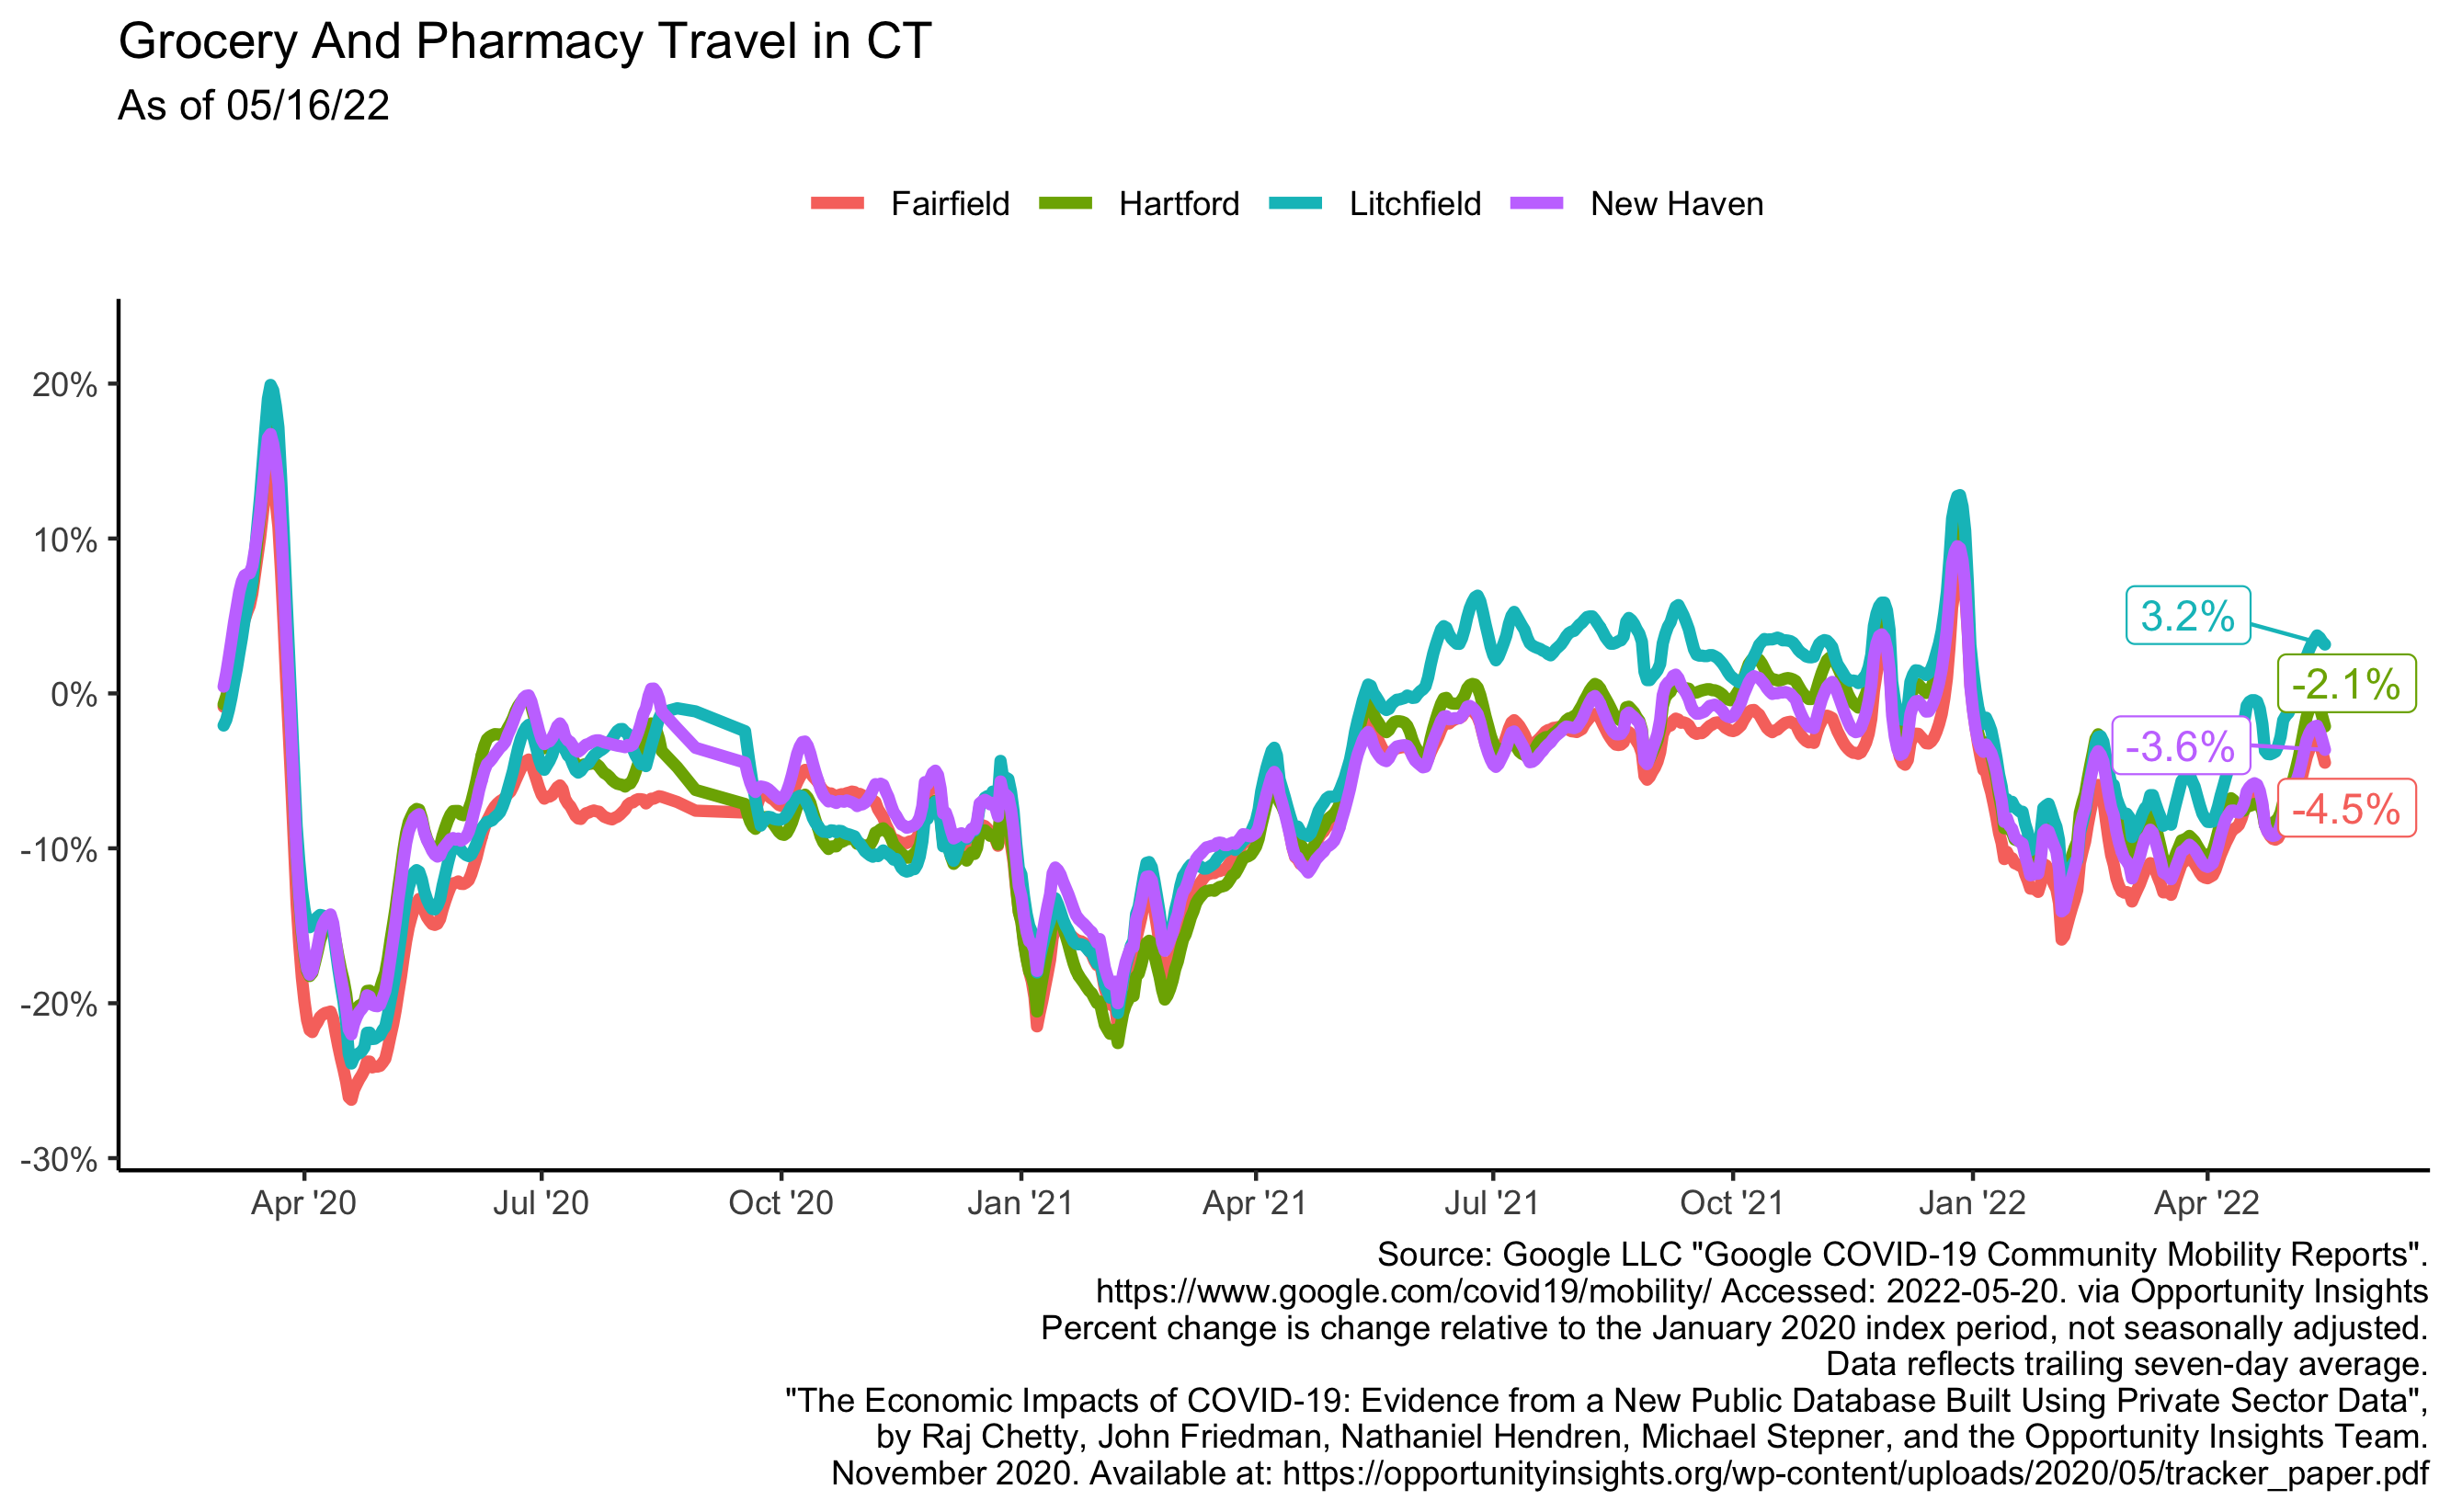 Grocery And Pharmacy Travel in CT
As of 05/16/22
Fairfield Hartford Litchfield New Haven
20%
10%
0%
-10%
-20%
-30%
3.2%
-2.1%
-3.6%
-4.5%
Apr '20 Jul '20 Oct '20 Jan '21 Apr '21 Jul '21 Oct '21 Jan '22 Apr '22
Source: Google LLC "Google COVID-19 Community Mobility Reports".
https://www.google.com/covid19/mobility/ Accessed: 2022-05-20. via Opportunity Insights
Percent change is change relative to the January 2020 index period, not seasonally adjusted.
Data reflects trailing seven-day average.
"The Economic Impacts of COVID-19: Evidence from a New Public Database Built Using Private Sector Data",
by Raj Chetty, John Friedman, Nathaniel Hendren, Michael Stepner, and the Opportunity Insights Team.
November 2020. Available at: https://opportunityinsights.org/wp-content/uploads/2020/05/tracker_paper.pdf